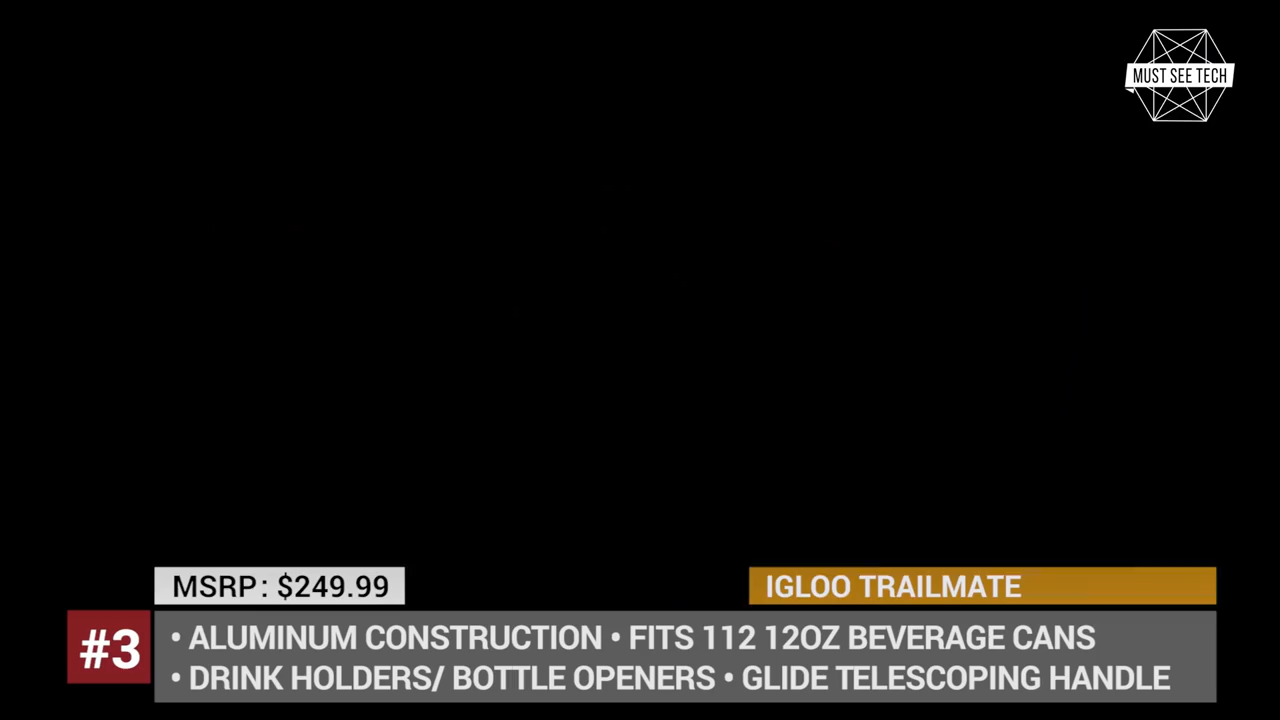 MUST SEE TECH
MSRP: $249.99
IGLOO TRAILMATE
#3
• ALUMINUM CONSTRUCTION • FITS 112 12OZ BEVERAGE CANS
• DRINK HOLDERS/ BOTTLE OPENERS • GLIDE TELESCOPING HANDLE